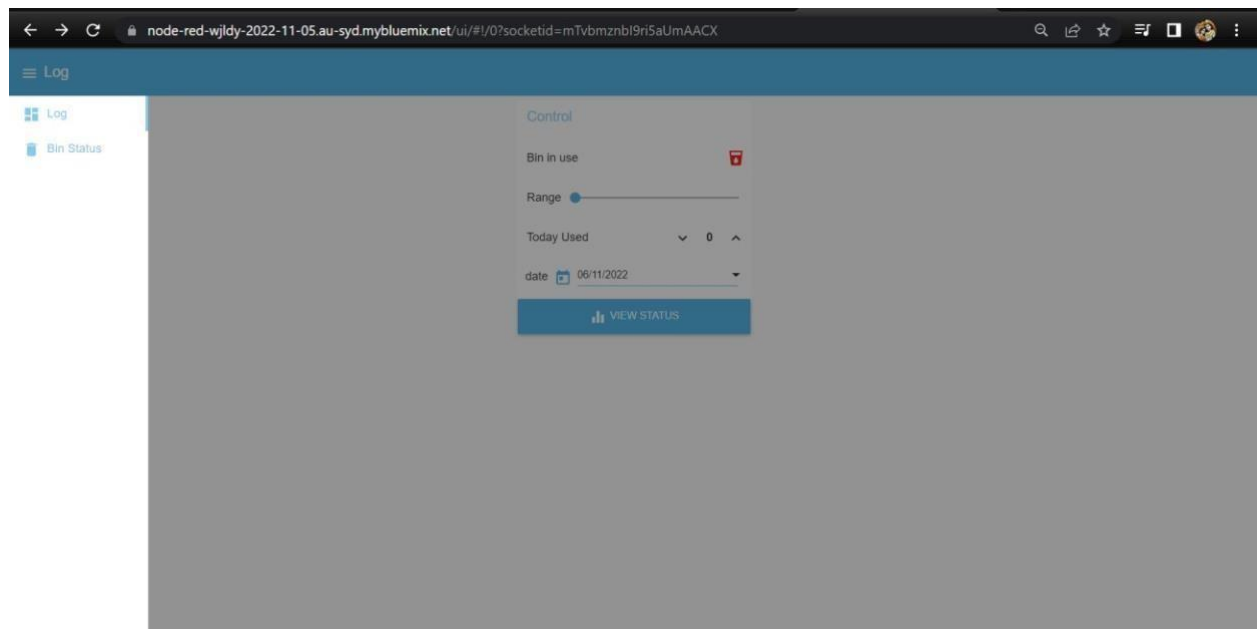 node-red-wjldy-2022-11-05.au-syd.mybluemix.net/ui/#!/0?socketid=mTvbmznbI9ri5aUmAACX
Log
Log
Bin Status
Control
Bin in use
Range
Today Used 0
date 06/11/2022
VIEW STATUS